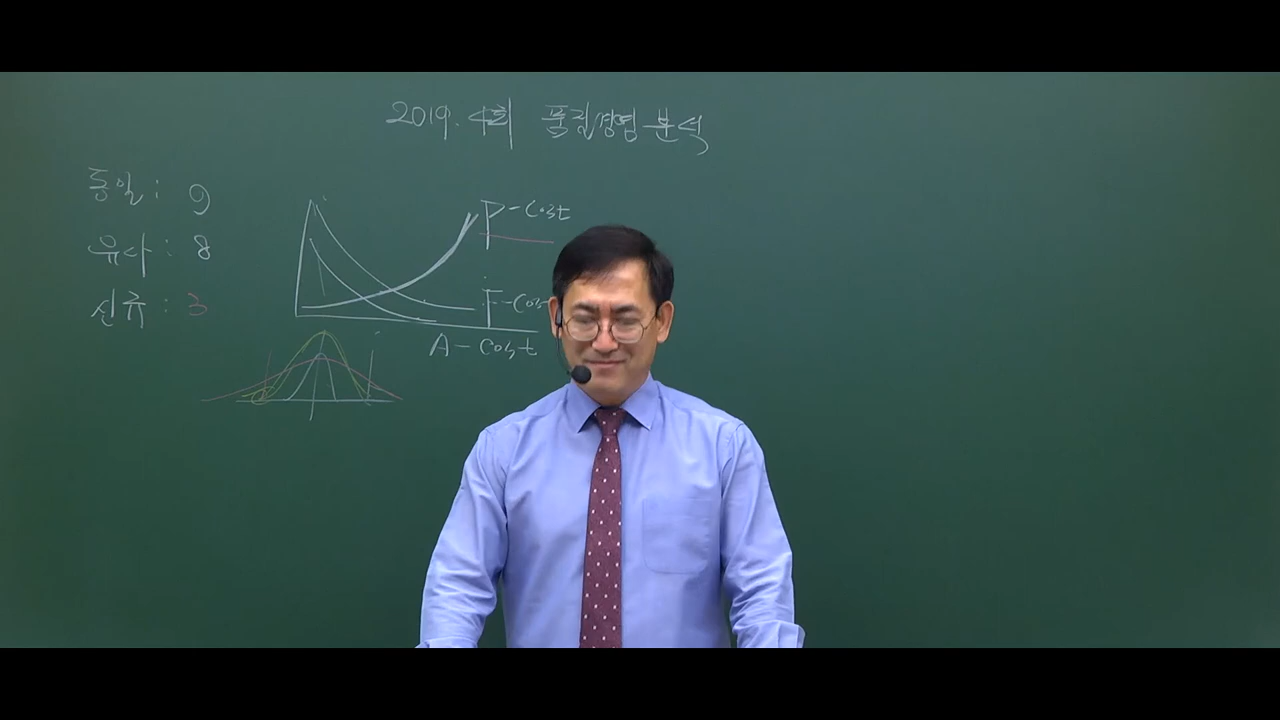 2019. 4회 품질경영 분석
동일 : 9
유사 : 8
신규 : 3
P-Cost
F-Cos
A-Cost